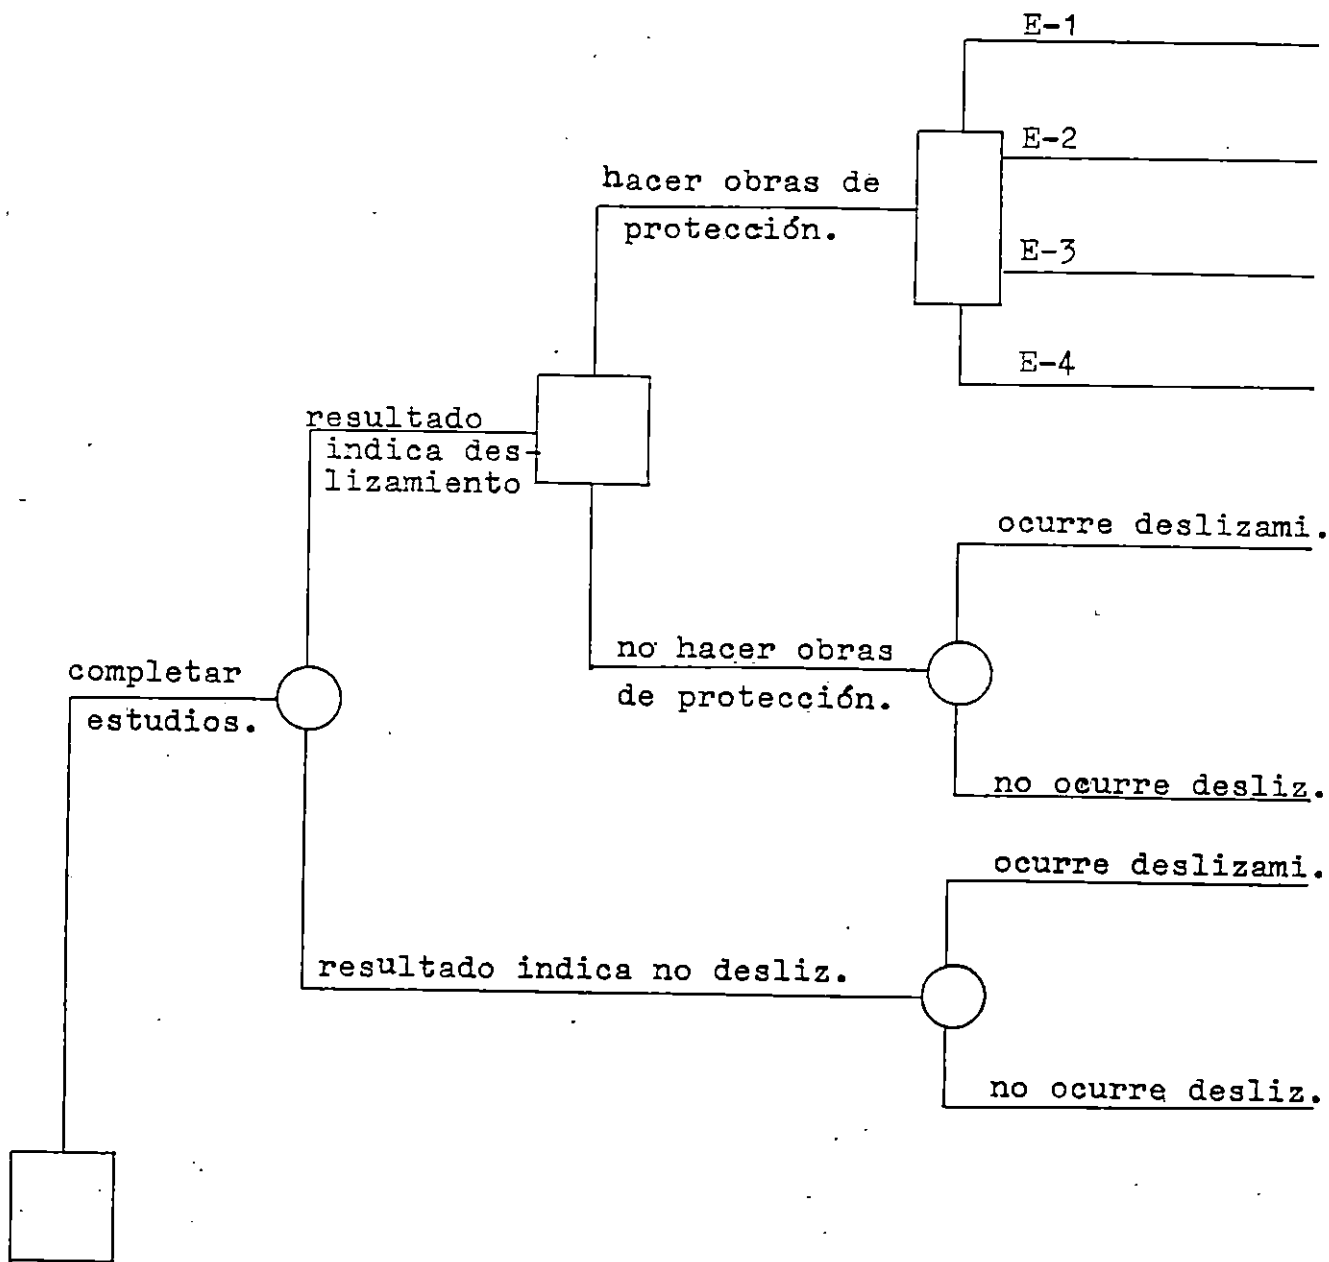 E-1
E-2
hacer obras de
protección.
E-3
E-4
resultado
indica des-
lizamiento
ocurre deslizami.
no hacer obras
de protección.
completar
estudios.
no ocurre desliz.
ocurre deslizami.
resultado indica no desliz.
no ocurre desliz.